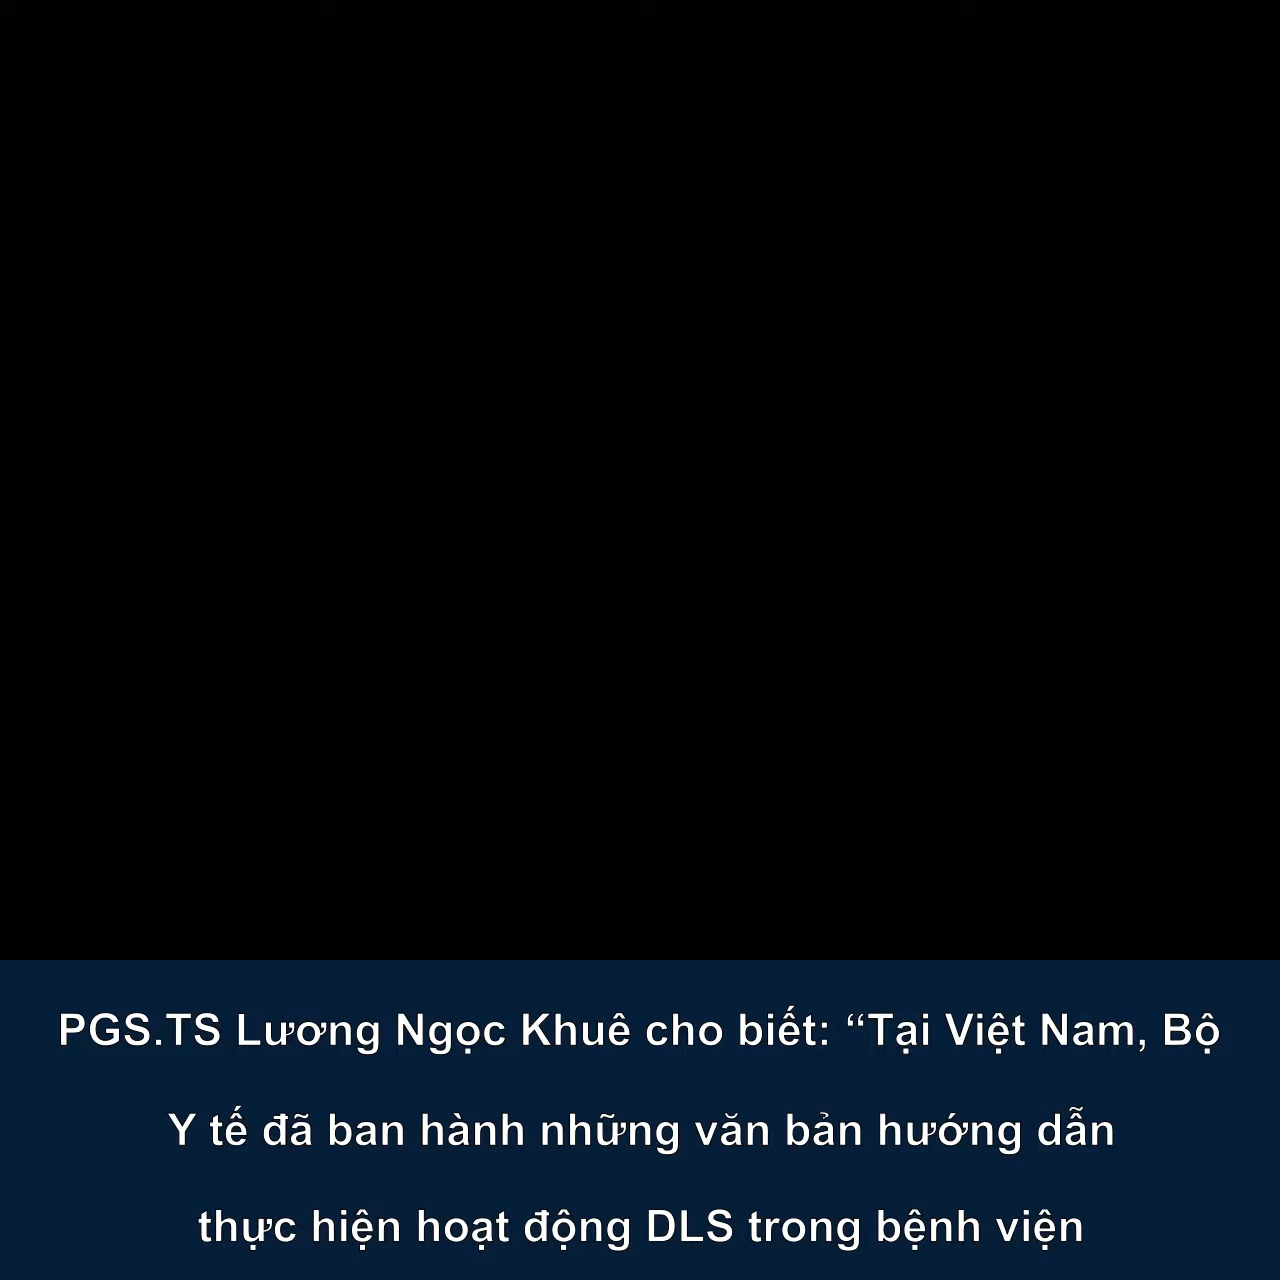 PGS.TS Lương Ngọc Khuê cho biết: “Tại Việt Nam, Bộ
Y tế đã ban hành những văn bản hướng dẫn
thực hiện hoạt động DLS trong bệnh viện